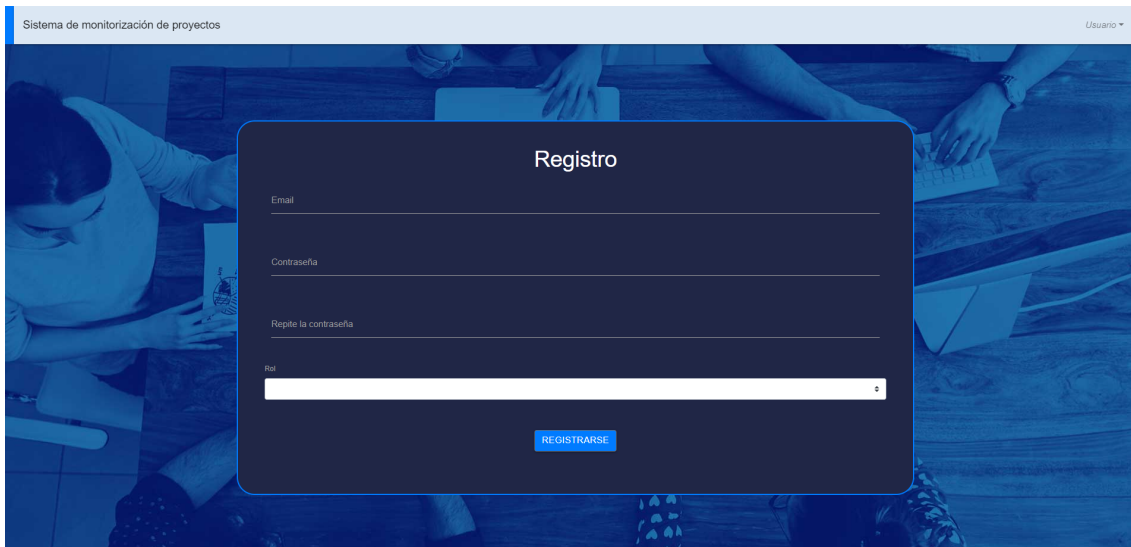 Sistema de monitorización de proyectos
Usuario
Registro
Email
Contraseña
Repite la contraseña
Rol
REGISTRARSE